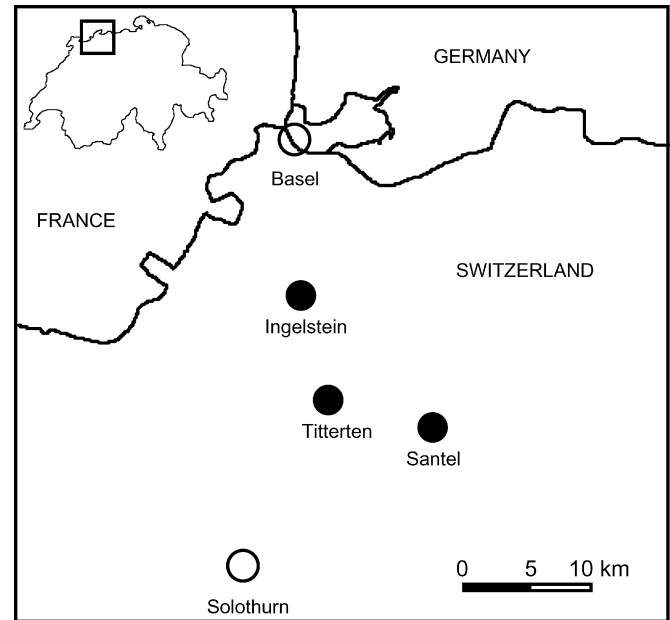 GERMANY
Basel
FRANCE
SWITZERLAND
Ingelstein
Titterten
Santel
0 5 10 km
Solothurn